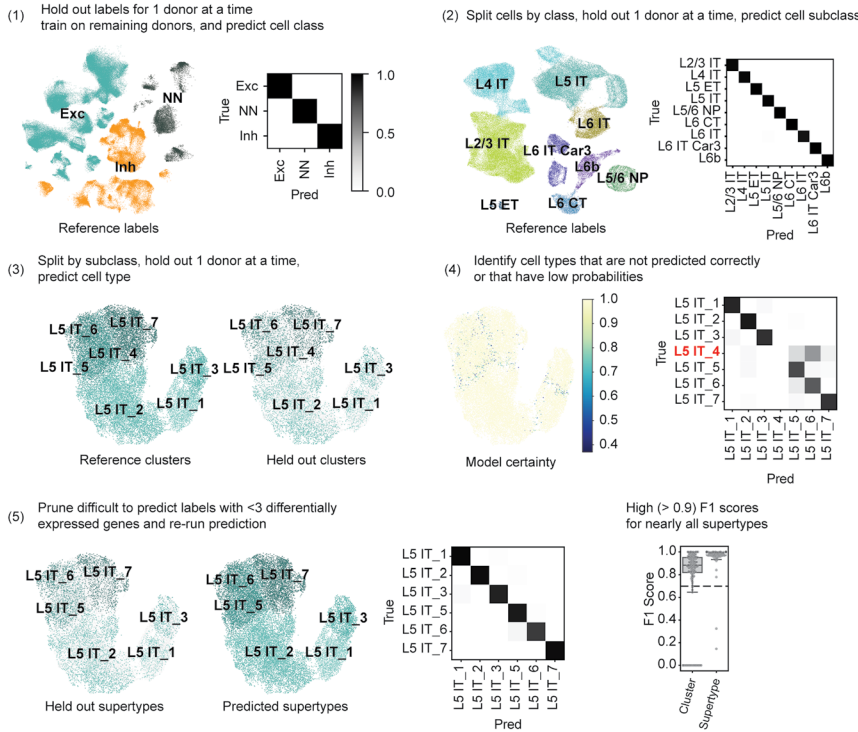 (1) Hold out labels for 1 donor at a time
train on remaining donors, and predict cell class
Exc
NN
Inh
Reference labels
True
Exc
NN
Inh
Exc
NN
Inh
Pred
1.0
0.5
0.0
(2) Split cells by class, hold out 1 donor at a time, predict cell subclass
L4 IT
L5 IT
L6 IT
L2/3 IT
L6 IT Car3
L6b
L5/6 NP
L5 ET
L6 CT
Reference labels
True
L2/3 IT
L4 IT
L5 ET
L5 IT
L5/6 NP
L6 CT
L6 IT
L6 IT Car3
L6b
L2/3 IT
L4 IT
L5 ET
L5 IT
L5/6 NP
L6 CT
L6 IT
L6 IT Car3
L6b
Pred
(3) Split by subclass, hold out 1 donor at a time,
predict cell type
L5 IT_6
L5 IT_7
L5 IT_4
L5 IT_5
L5 IT_3
L5 IT_2
L5 IT_1
Reference clusters
L5 IT_6
L5 IT_7
L5 IT_4
L5 IT_5
L5 IT_3
L5 IT_2
L5 IT_1
Held out clusters
(4) Identify cell types that are not predicted correctly
or that have low probabilities
Model certainty
1.0
0.9
0.8
0.7
0.6
0.5
0.4
True
L5 IT_1
L5 IT_2
L5 IT_3
L5 IT_4
L5 IT_5
L5 IT_6
L5 IT_7
L5 IT_1
L5 IT_2
L5 IT_3
L5 IT_4
L5 IT_5
L5 IT_6
L5 IT_7
Pred
(5) Prune difficult to predict labels with <3 differentially
expressed genes and re-run prediction
L5 IT_6
L5 IT_7
L5 IT_5
L5 IT_3
L5 IT_2
L5 IT_1
Held out supertypes
L5 IT_6
L5 IT_7
L5 IT_5
L5 IT_3
L5 IT_2
L5 IT_1
Predicted supertypes
True
L5 IT_1
L5 IT_2
L5 IT_3
L5 IT_5
L5 IT_6
L5 IT_7
L5 IT_1
L5 IT_2
L5 IT_3
L5 IT_5
L5 IT_6
L5 IT_7
Pred
High (> 0.9) F1 scores
for nearly all supertypes
F1 Score
1.0
0.8
0.6
0.4
0.2
0.0
Cluster
Supertype